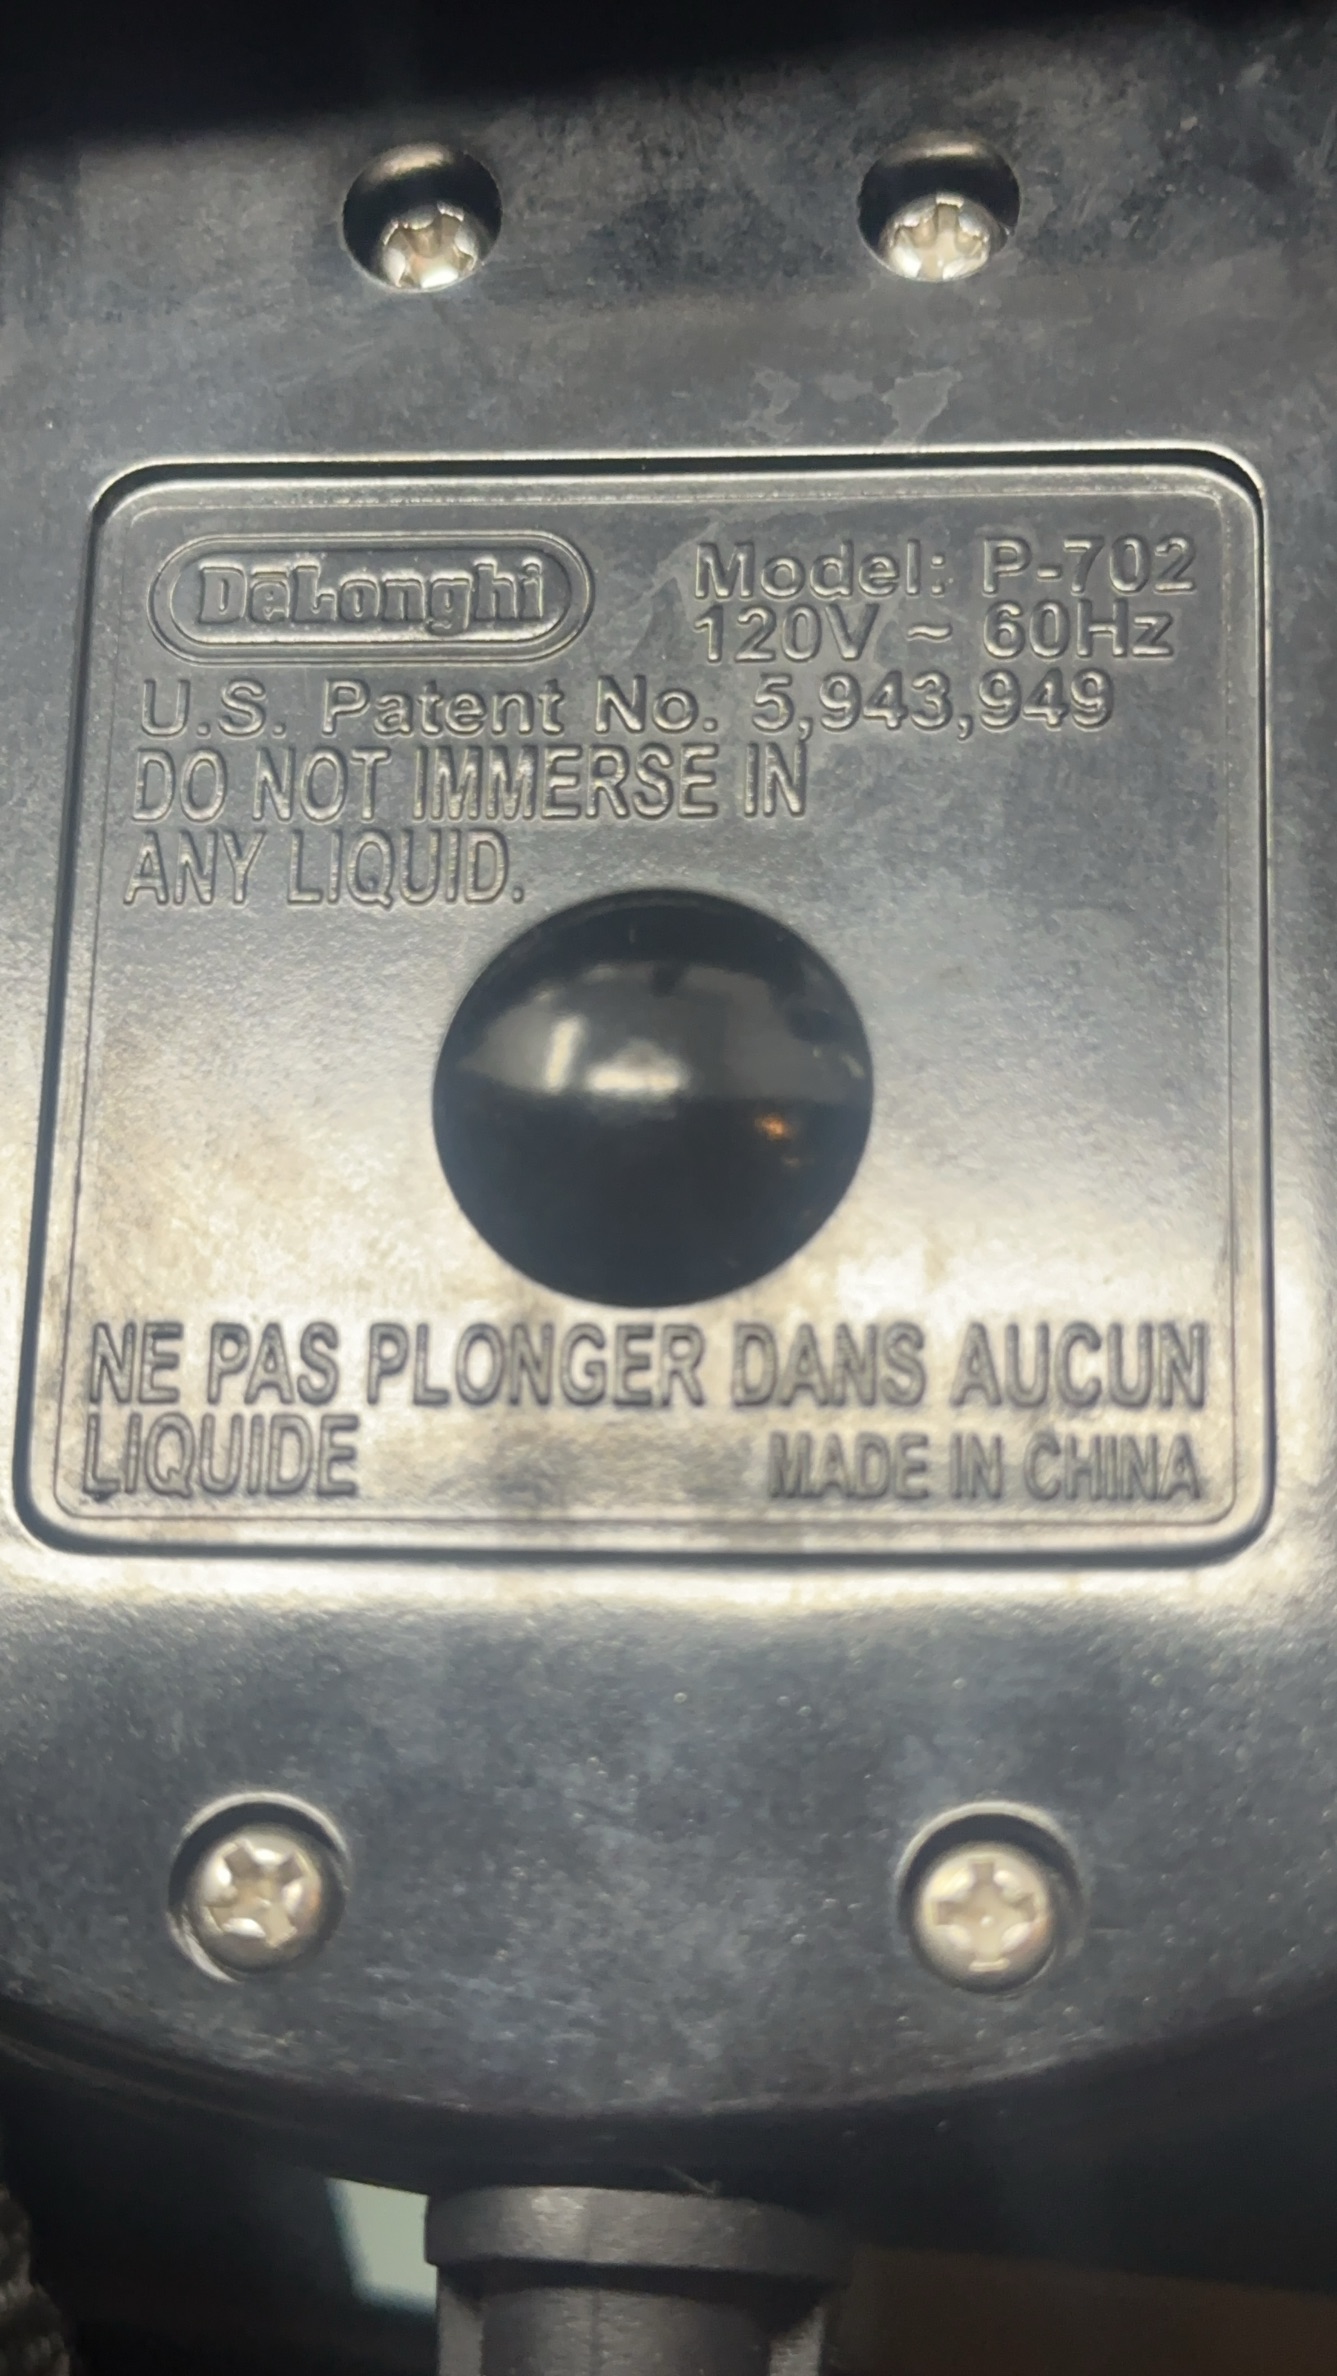 DeLonghi
Model: P-702
120V ~ 60Hz
U.S. Patent No. 5,943,949
DO NOT IMMERSE IN
ANY LIQUID.
NE PAS PLONGER DANS AUCUN
LIQUIDE
MADE IN CHINA